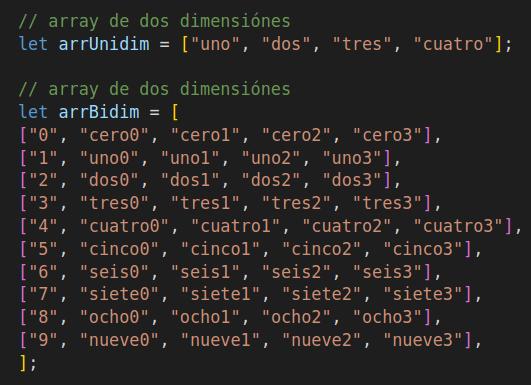 // array de dos dimensiónes
let arrUnidim = ["uno", "dos", "tres", "cuatro"];
// array de dos dimensiónes
let arrBidim = [
["0", "cero0", "cero1", "cero2", "cero3"],
["1", "uno0", "uno1", "uno2", "uno3"],
["2", "dos0", "dos1", "dos2", "dos3"],
["3", "tres0", "tres1", "tres2", "tres3"],
["4", "cuatro0", "cuatro1", "cuatro2", "cuatro3"],
["5", "cinco0", "cinco1", "cinco2", "cinco3"],
["6", "seis0", "seis1", "seis2", "seis3"],
["7", "siete0", "siete1", "siete2", "siete3"],
["8", "ocho0", "ocho1", "ocho2", "ocho3"],
["9", "nueve0", "nueve1", "nueve2", "nueve3"],
];